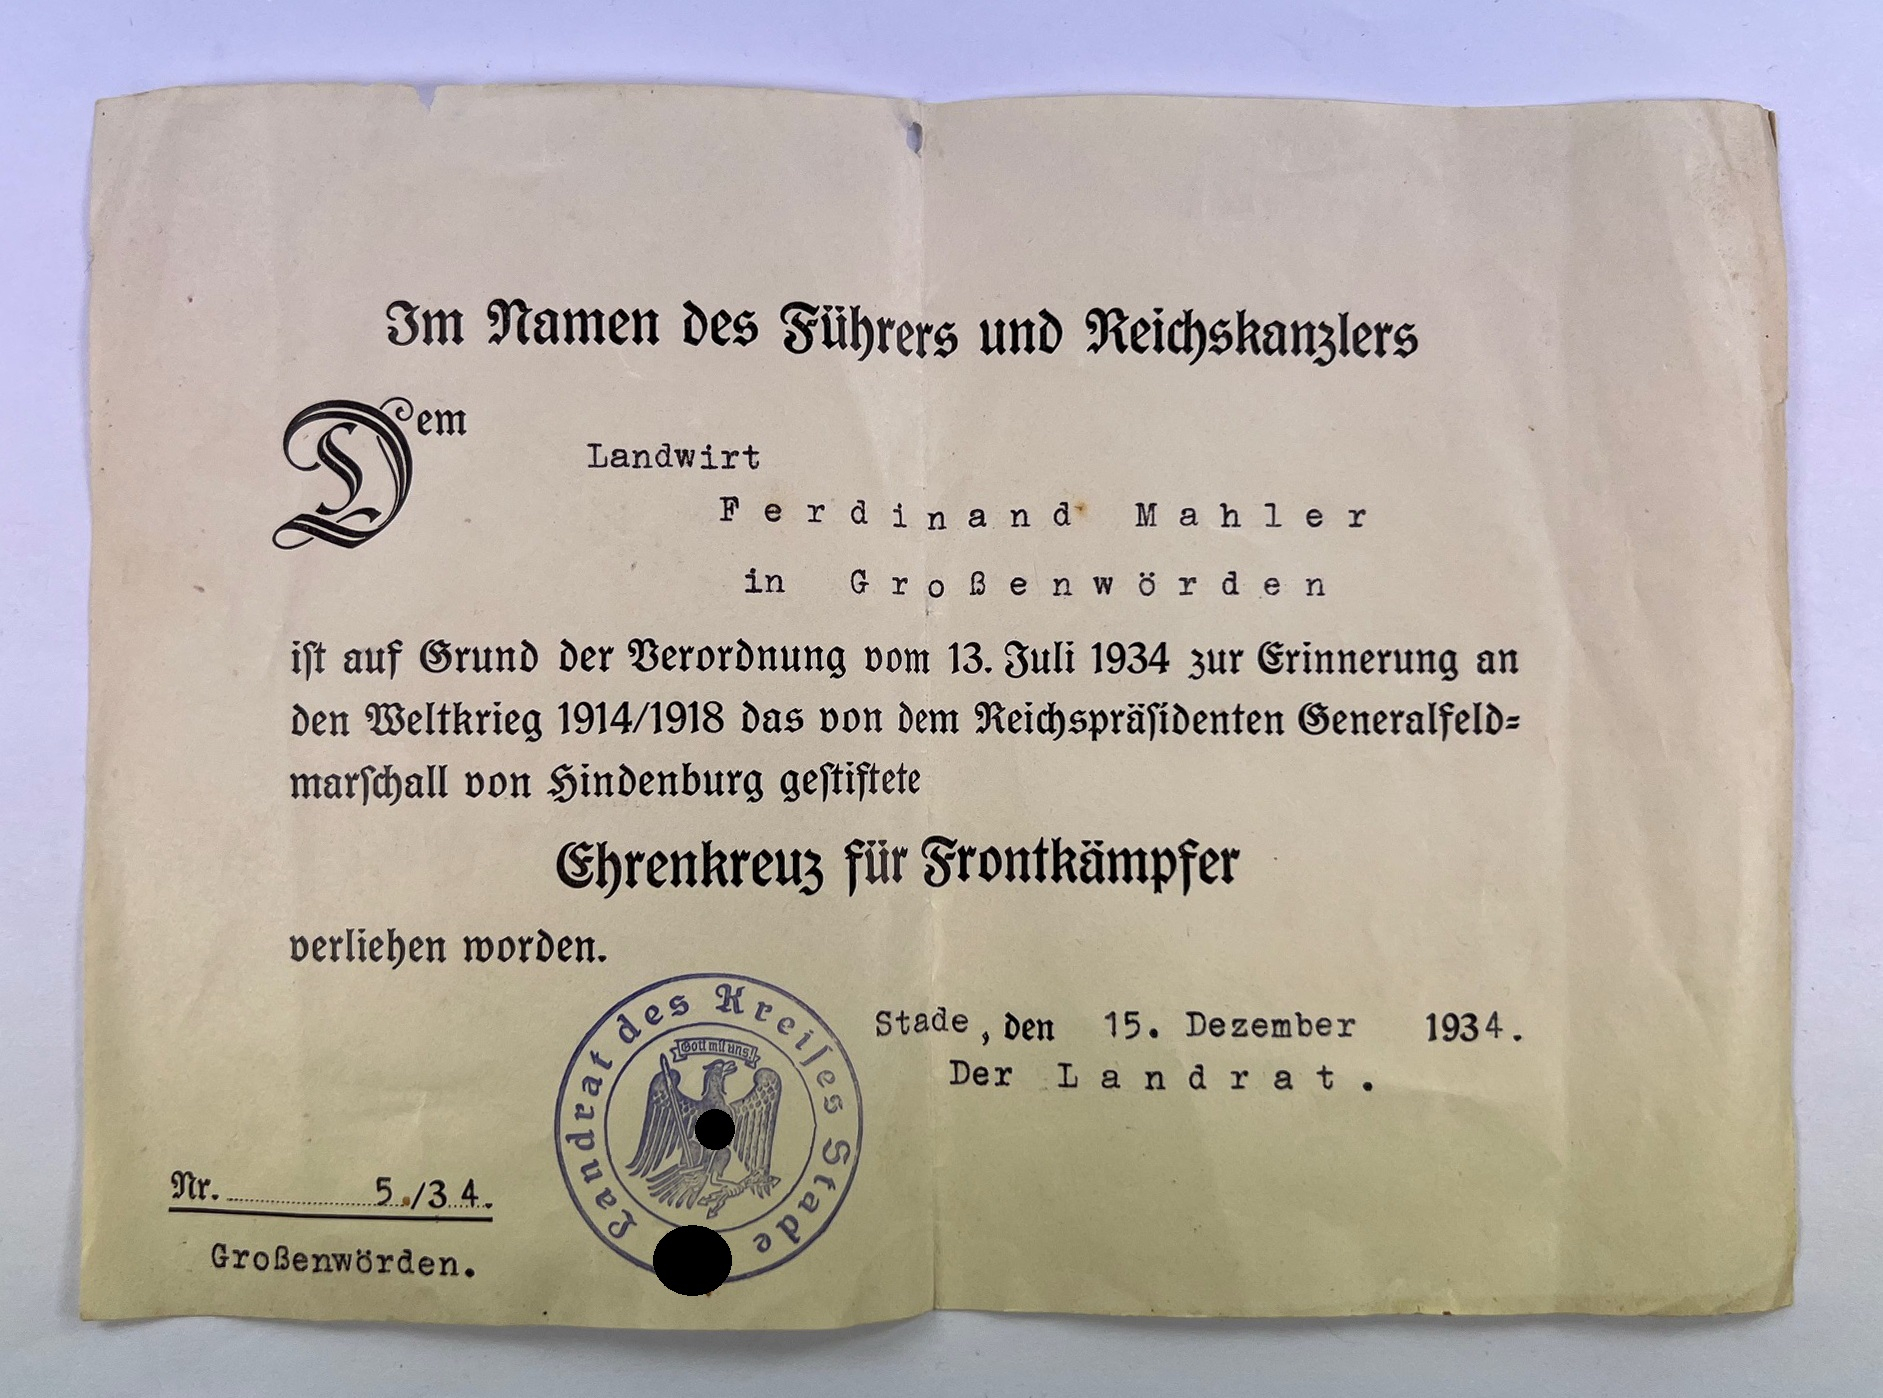 Im Namen des Führers und Reichskanzlers
Dem
Landwirt
Ferdinand Mahler
in Großenwörden
iſt auf Grund der Verordnung vom 13. Juli 1934 zur Erinnerung an
den Weltkrieg 1914/1918 das von dem Reichspräſidenten Generalfeld=
marſchall von Hindenburg geſtiftete
Ehrenkreuz für Frontkämpfer
verliehen worden.
Stade, den 15. Dezember 1934.
Der Landrat.
Landrat des Kreiſes Stade
Gott mit uns!
Nr. 5./34.
Großenwörden.